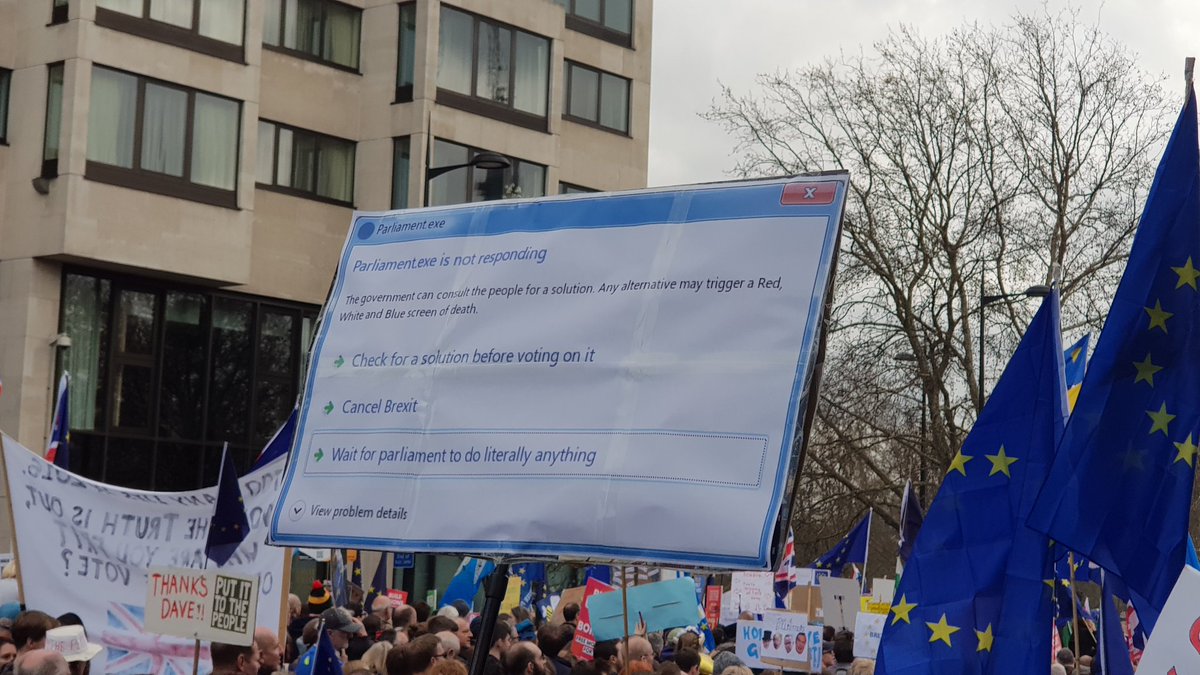 Parliament.exe
X
Parliament.exe is not responding
The government can consult the people for a solution. Any alternative may trigger a Red,
White and Blue screen of death.
Check for a solution before voting on it
Cancel Brexit
Wait for parliament to do literally anything
View problem details
THE TRUTH IS OUT,
VOTE?
THANKS
DAVE!!
PUT IT
TO THE
PEOPLE